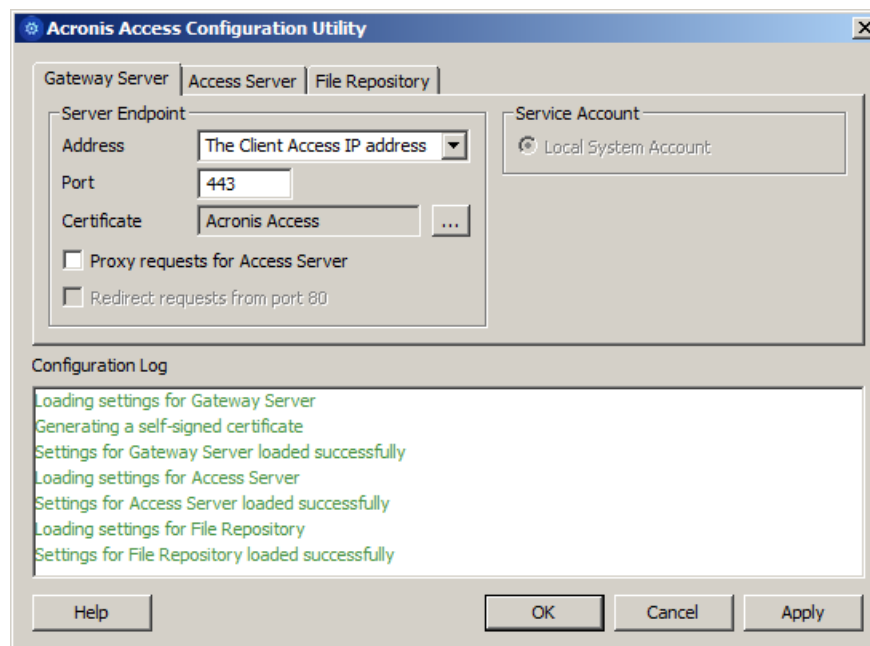 Acronis Access Configuration Utility
Gateway Server Access Server File Repository
Server Endpoint
Address The Client Access IP address
Port 443
Certificate Acronis Access ...
Proxy requests for Access Server
Redirect requests from port 80
Service Account
Local System Account
Configuration Log
Loading settings for Gateway Server
Generating a self-signed certificate
Settings for Gateway Server loaded successfully
Loading settings for Access Server
Settings for Access Server loaded successfully
Loading settings for File Repository
Settings for File Repository loaded successfully
Help OK Cancel Apply